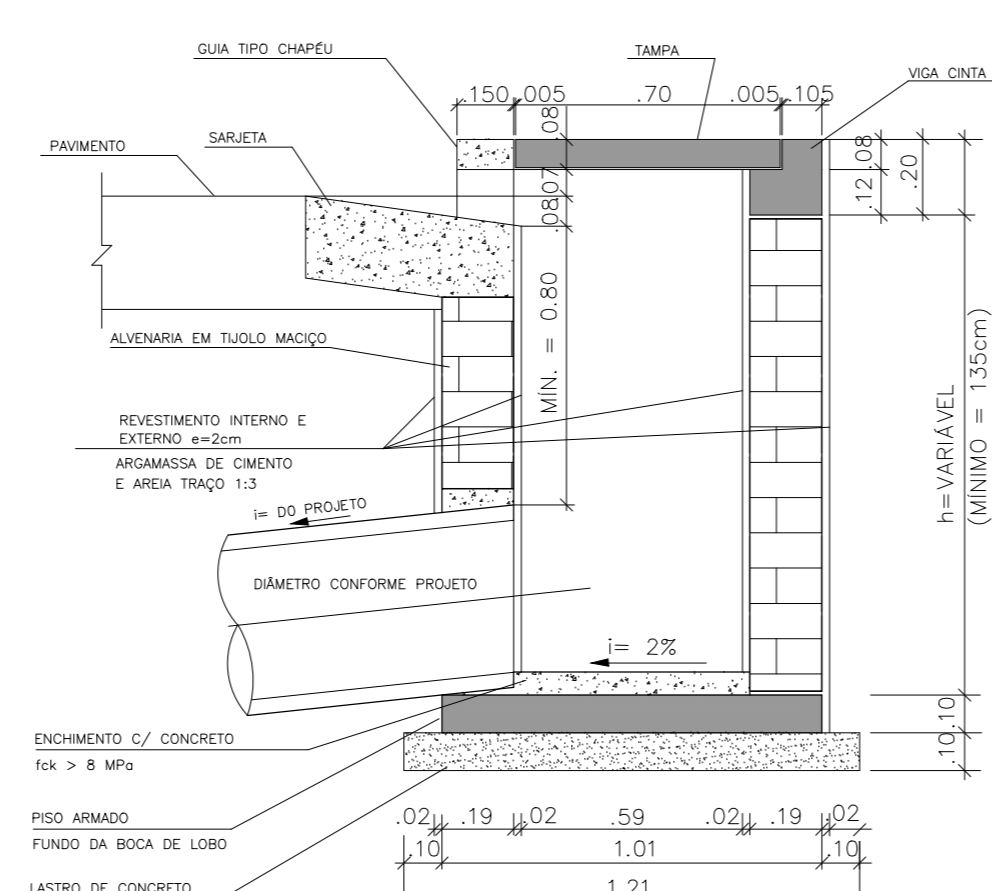 GUIA TIPO CHAPÉU
TAMPA
VIGA CINTA
.150 .005 .70 .005 .105
PAVIMENTO
SARJETA
.08
.07
.08
.08
.12
.20
MÍN. = 0.80
ALVENARIA EM TIJOLO MACIÇO
REVESTIMENTO INTERNO E
EXTERNO e=2cm
ARGAMASSA DE CIMENTO
E AREIA TRAÇO 1:3
h=VARIÁVEL
(MÍNIMO = 135cm)
i= DO PROJETO
DIÂMETRO CONFORME PROJETO
i= 2%
ENCHIMENTO C/ CONCRETO
fck > 8 MPa
.10
.10
PISO ARMADO
FUNDO DA BOCA DE LOBO
.02 .19 .02 .59 .02 .19 .02
.10 1.01 .10
LASTRO DE CONCRETO
1.21